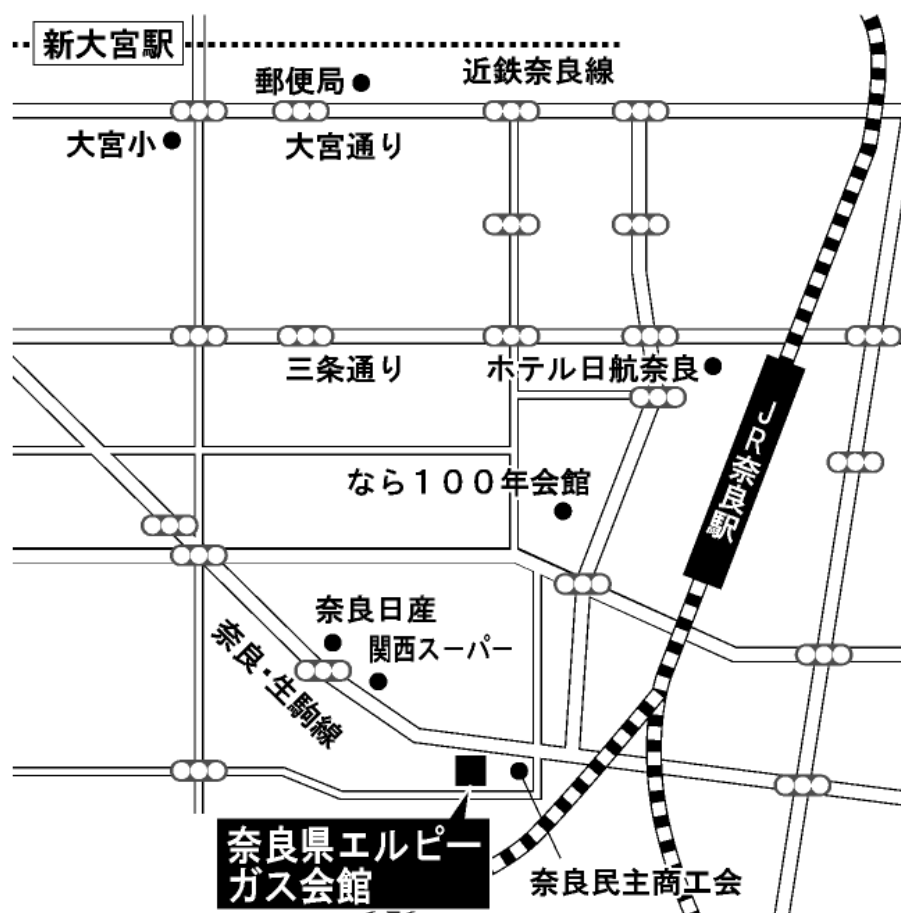 新大宮駅
近鉄奈良線
郵便局
大宮小
大宮通り
三条通り
ホテル日航奈良
JR奈良駅
なら100年会館
奈良日産
関西スーパー
奈良・生駒線
奈良県エルピー
ガス会館
奈良民主商工会